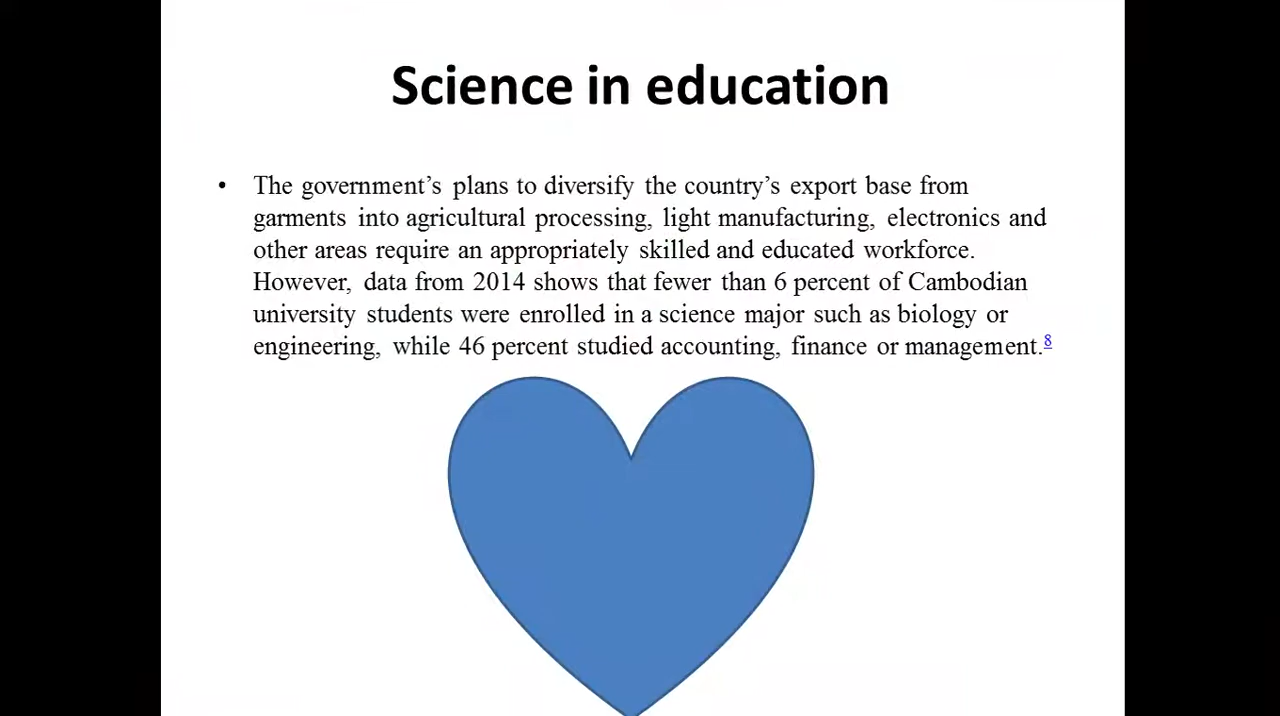 Science in education
• The government’s plans to diversify the country’s export base from
garments into agricultural processing, light manufacturing, electronics and
other areas require an appropriately skilled and educated workforce.
However, data from 2014 shows that fewer than 6 percent of Cambodian
university students were enrolled in a science major such as biology or
engineering, while 46 percent studied accounting, finance or management.8